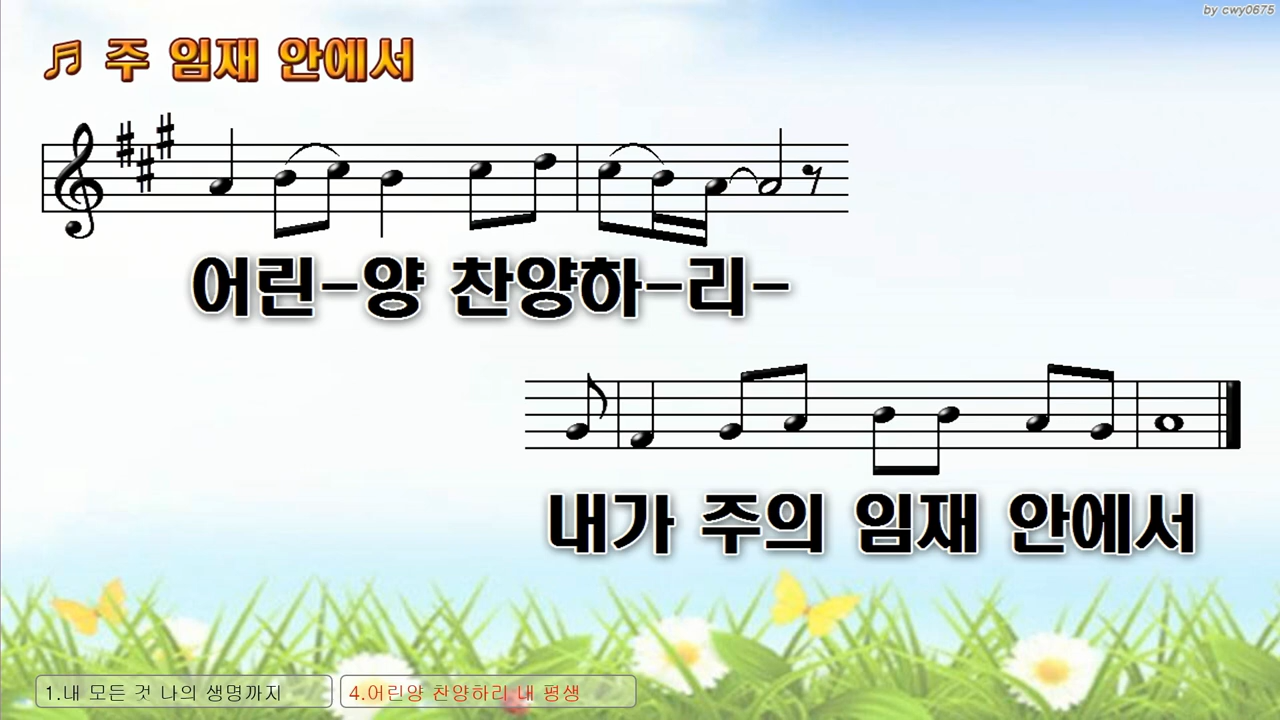 by cwy0675
♬ 주 임재 안에서
어린-양 찬양하-리-
내가 주의 임재 안에서
1.내 모든 것 나의 생명까지
4.어린양 찬양하리 내 평생